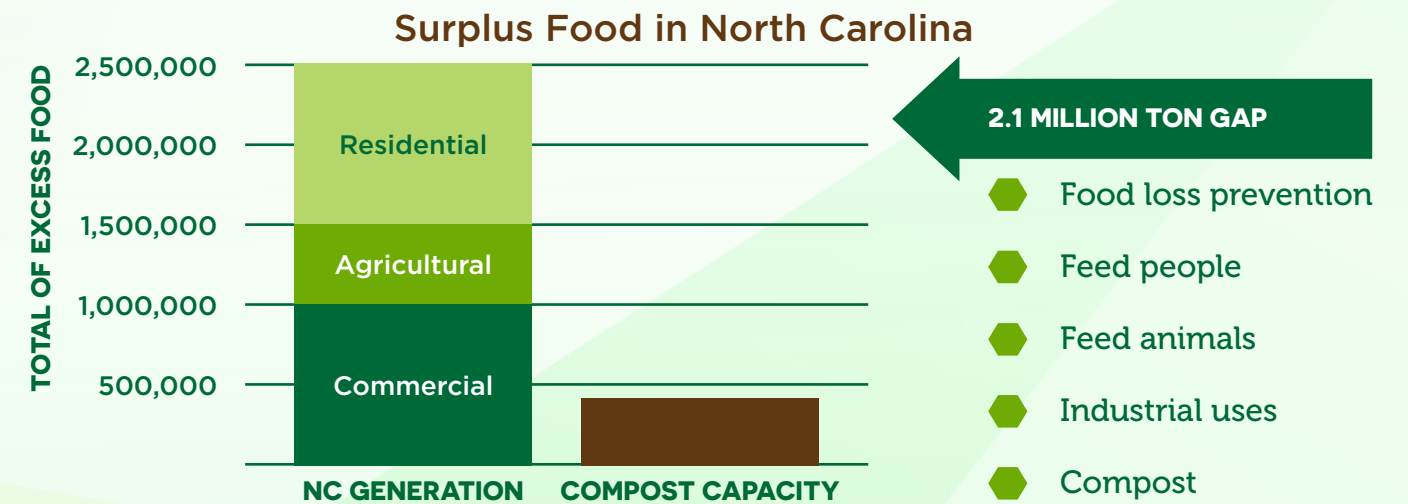 Surplus Food in North Carolina
TOTAL OF EXCESS FOOD
2,500,000
2,000,000
1,500,000
1,000,000
500,000
Residential
Agricultural
Commercial
NC GENERATION
COMPOST CAPACITY
2.1 MILLION TON GAP
Food loss prevention
Feed people
Feed animals
Industrial uses
Compost